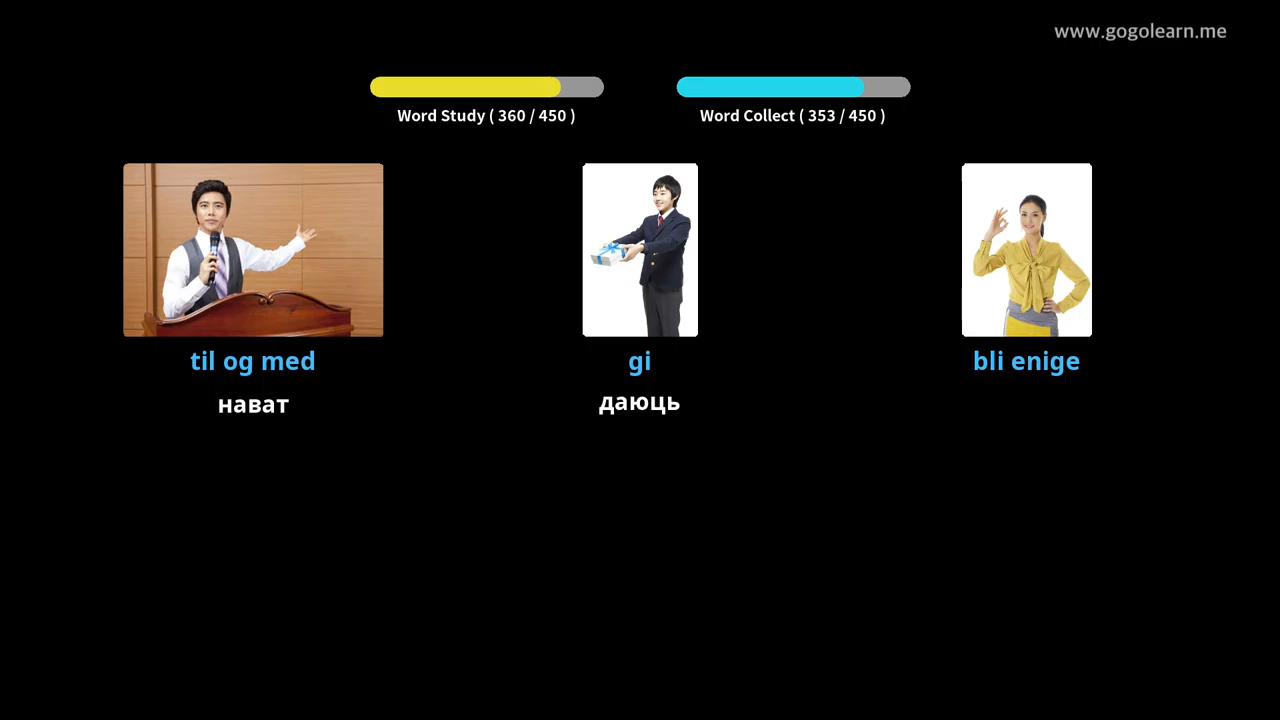 www.gogolearn.me
Word Study ( 360 / 450 )
Word Collect ( 353 / 450 )
til og med
gi
bli enige
нават
даюць